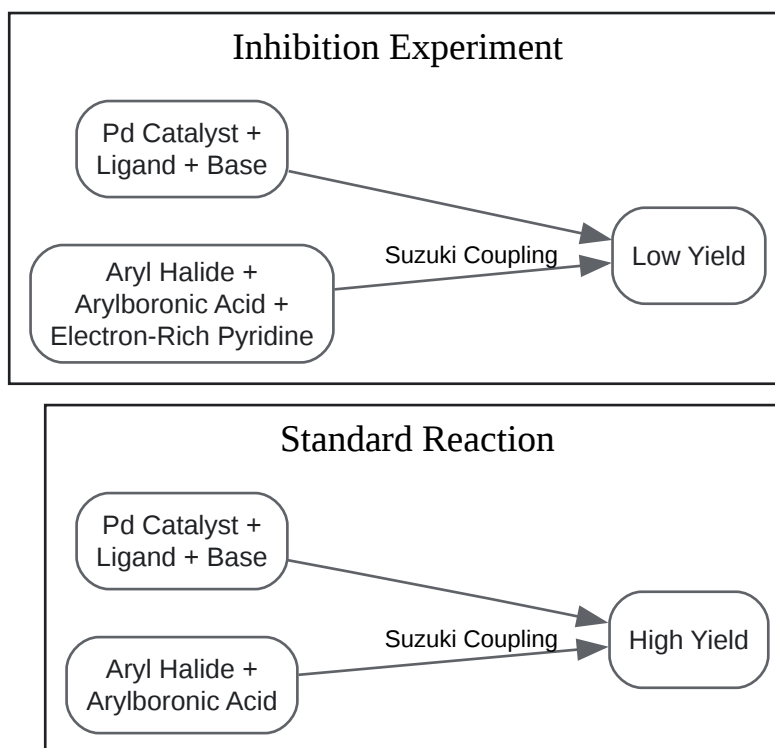 Inhibition Experiment
Pd Catalyst +
Ligand + Base
Suzuki Coupling
Low Yield
Aryl Halide +
Arylboronic Acid +
Electron-Rich Pyridine
Standard Reaction
Pd Catalyst +
Ligand + Base
Suzuki Coupling
High Yield
Aryl Halide +
Arylboronic Acid